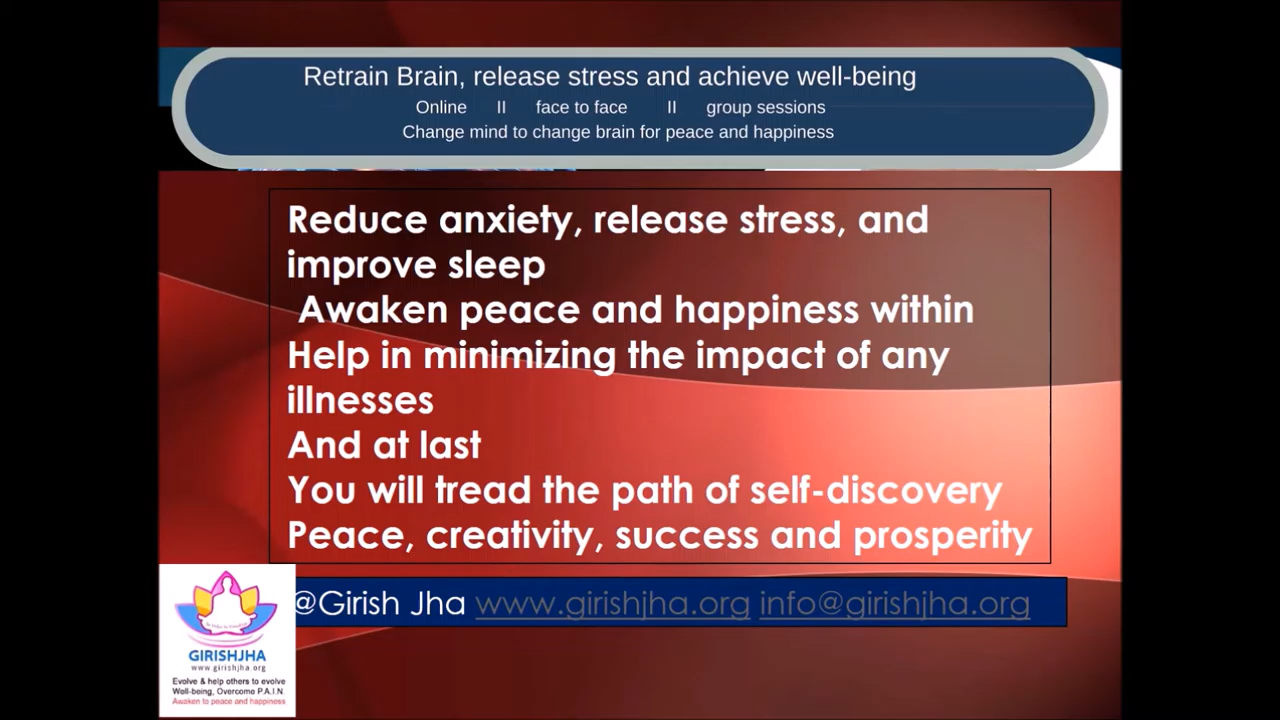 Retrain Brain, release stress and achieve well-being
Online II face to face II group sessions
Change mind to change brain for peace and happiness
Reduce anxiety, release stress, and
improve sleep
Awaken peace and happiness within
Help in minimizing the impact of any
illnesses
And at last
You will tread the path of self-discovery
Peace, creativity, success and prosperity
@Girish Jha www.girishjha.org info@girishjha.org
GIRISHJHA
www.girishjha.org
Evolve & help others to evolve
Well-being, Overcome P.A.I.N
Awaken to peace and happiness